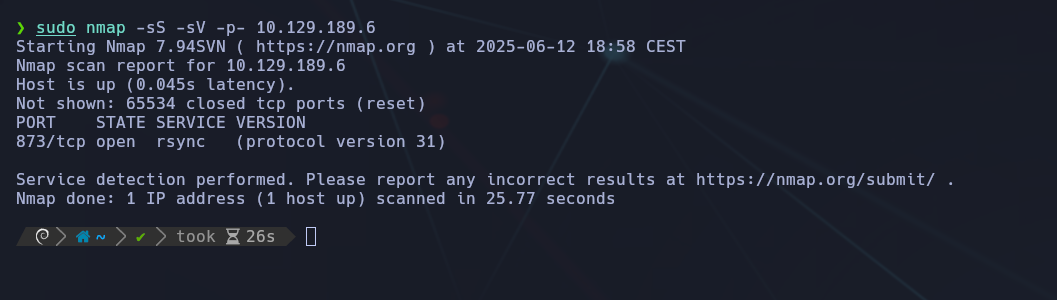 ❯ sudo nmap -sS -sV -p- 10.129.189.6
Starting Nmap 7.94SVN ( https://nmap.org ) at 2025-06-12 18:58 CEST
Nmap scan report for 10.129.189.6
Host is up (0.045s latency).
Not shown: 65534 closed tcp ports (reset)
PORT    STATE SERVICE VERSION
873/tcp open  rsync   (protocol version 31)
Service detection performed. Please report any incorrect results at https://nmap.org/submit/ .
Nmap done: 1 IP address (1 host up) scanned in 25.77 seconds
~ ✔ took 26s